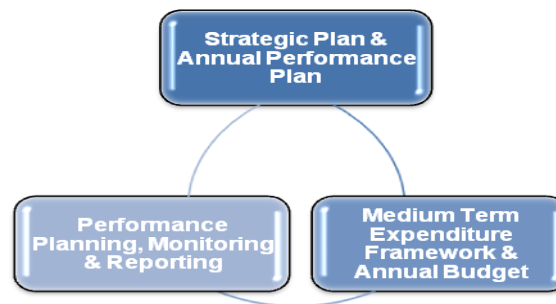 Strategic Plan &
Annual Performance
Plan
Performance
Planning, Monitoring
& Reporting
Medium Term
Expenditure
Framework &
Annual Budget